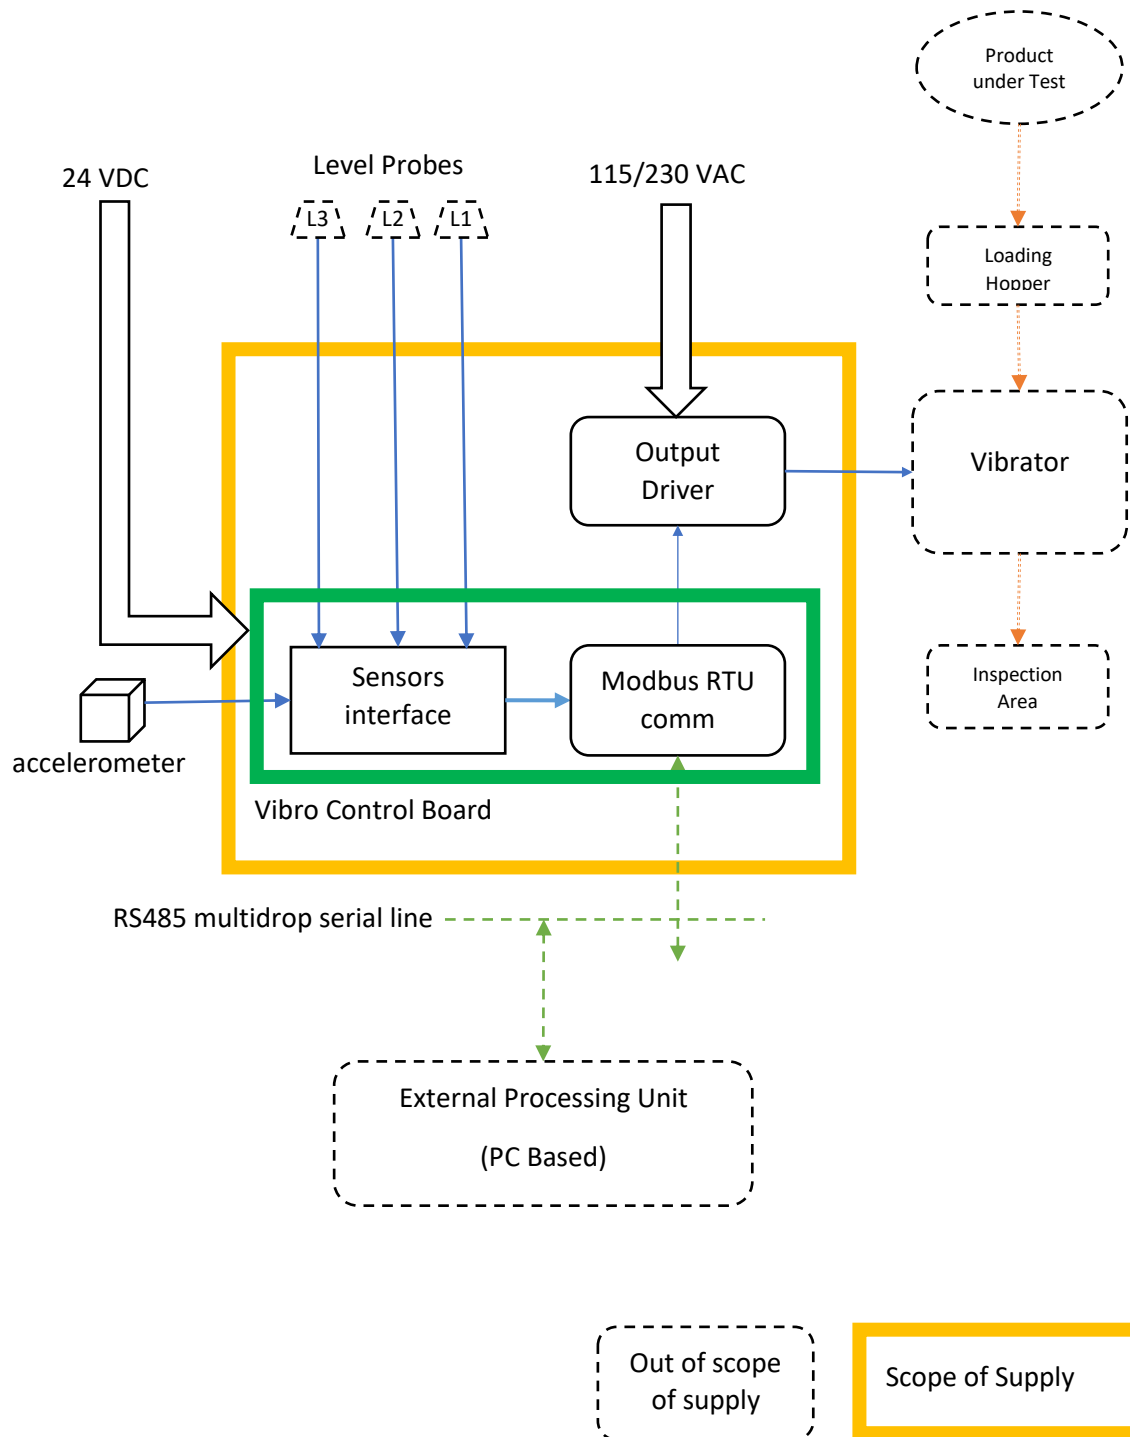 Product
under Test
Level Probes
24 VDC
115/230 VAC
L3
L2
L1
Loading
Hopper
Output
Driver
Vibrator
Sensors
interface
Modbus RTU
comm
Inspection
Area
accelerometer
Vibro Control Board
RS485 multidrop serial line
External Processing Unit
(PC Based)
Out of scope
of supply
Scope of Supply